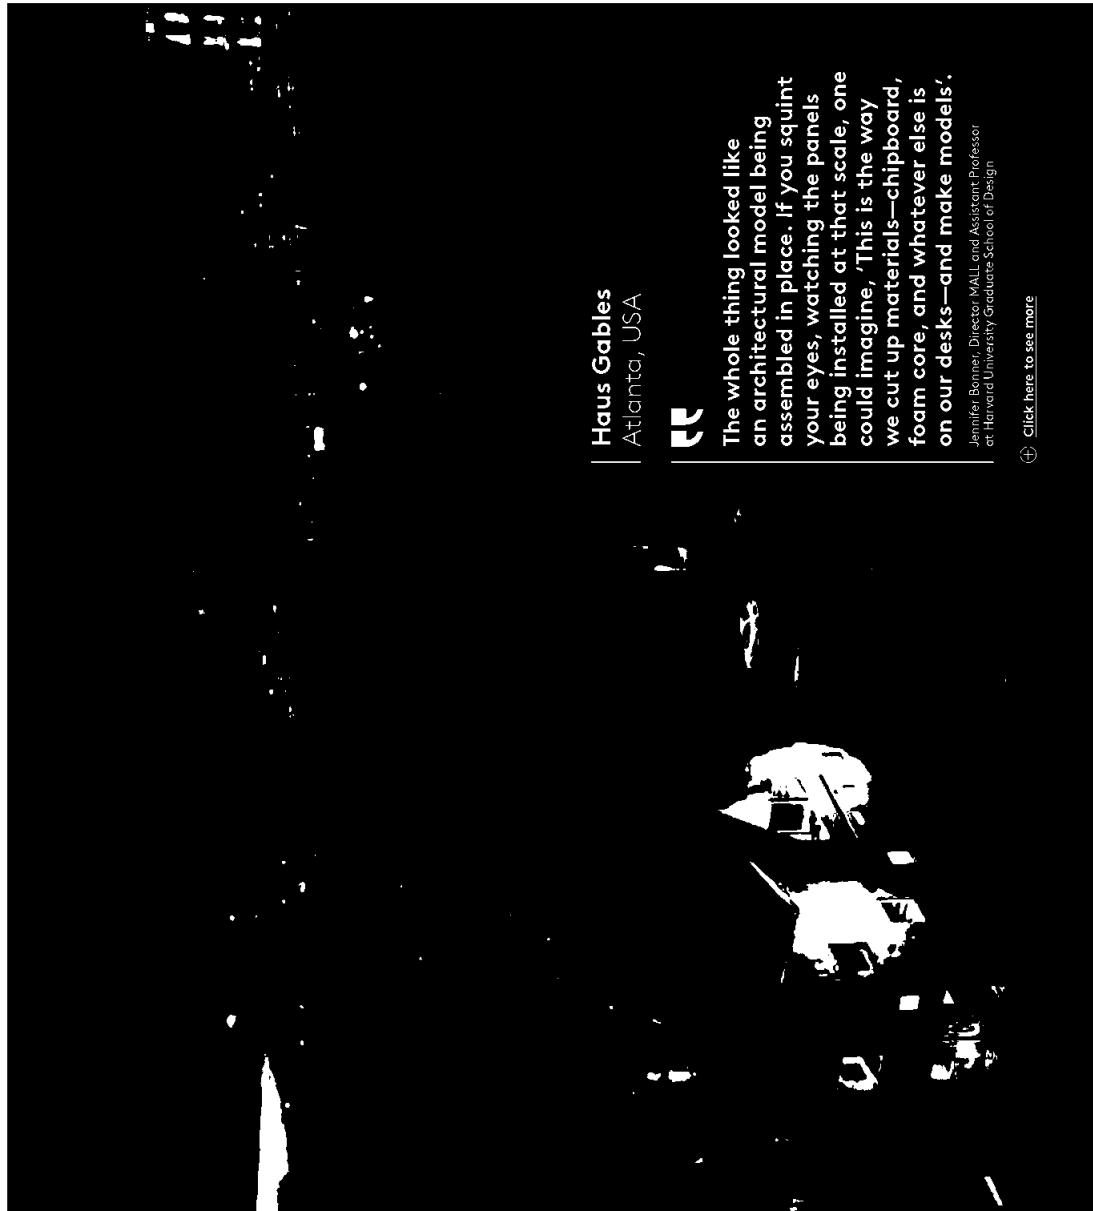 Haus Gables
Atlanta, USA
The whole thing looked like
an architectural model being
assembled in place. If you squint
your eyes, watching the panels
being installed at that scale, one
could imagine, ‘This is the way
we cut up materials—chipboard,
foam core, and whatever else is
on our desks—and make models’.
Jennifer Bonner, Director MALL and Assistant Professor
at Harvard University Graduate School of Design
Click here to see more